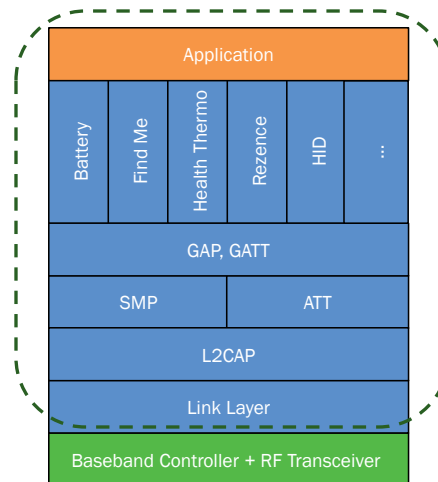 Application
Battery
Find Me
Health Thermo
Rezence
HID
...
GAP, GATT
SMP
ATT
L2CAP
Link Layer
Baseband Controller + RF Transceiver